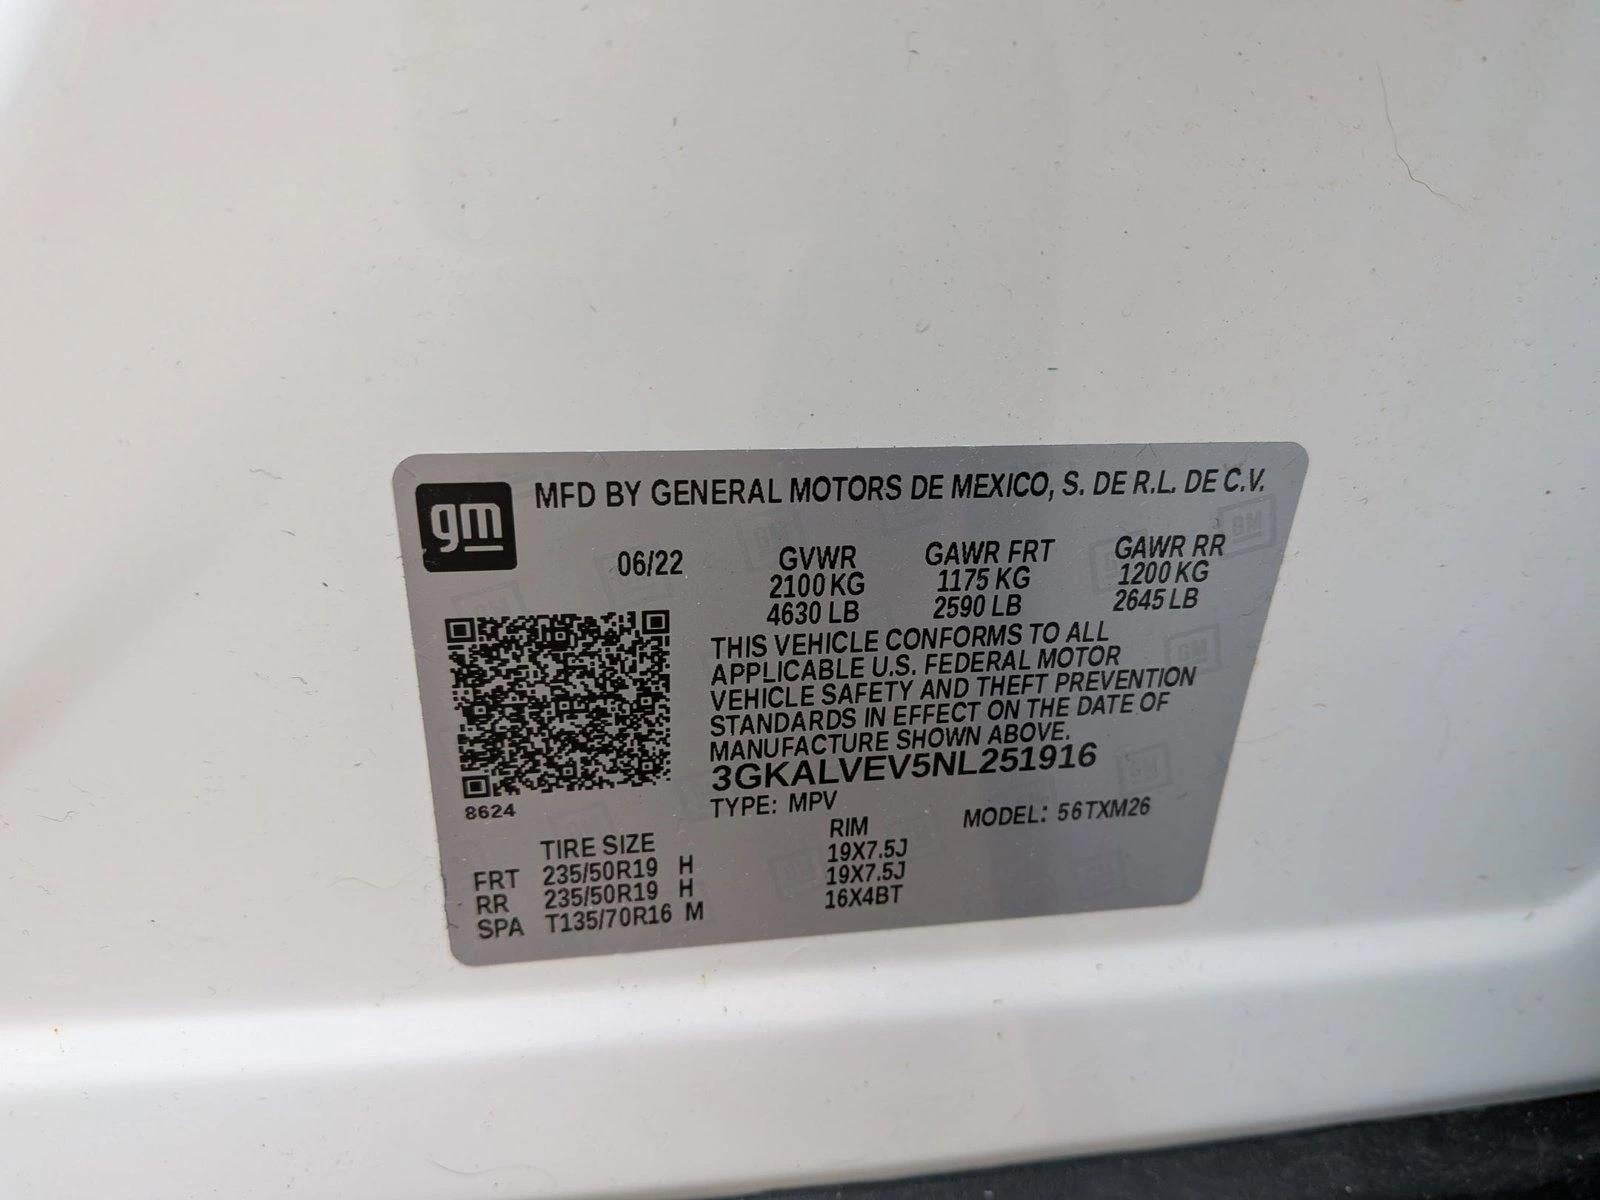 gm
MFD BY GENERAL MOTORS DE MEXICO, S. DE R.L. DE C.V.
06/22 GVWR GAWR FRT GAWR RR
2100 KG 1175 KG 1200 KG
4630 LB 2590 LB 2645 LB
THIS VEHICLE CONFORMS TO ALL
APPLICABLE U.S. FEDERAL MOTOR
VEHICLE SAFETY AND THEFT PREVENTION
STANDARDS IN EFFECT ON THE DATE OF
MANUFACTURE SHOWN ABOVE.
3GKALVEV5NL251916
8624
TYPE: MPV MODEL: 56TXM26
TIRE SIZE RIM
FRT 235/50R19 H 19X7.5J
RR 235/50R19 H 19X7.5J
SPA T135/70R16 M 16X4BT